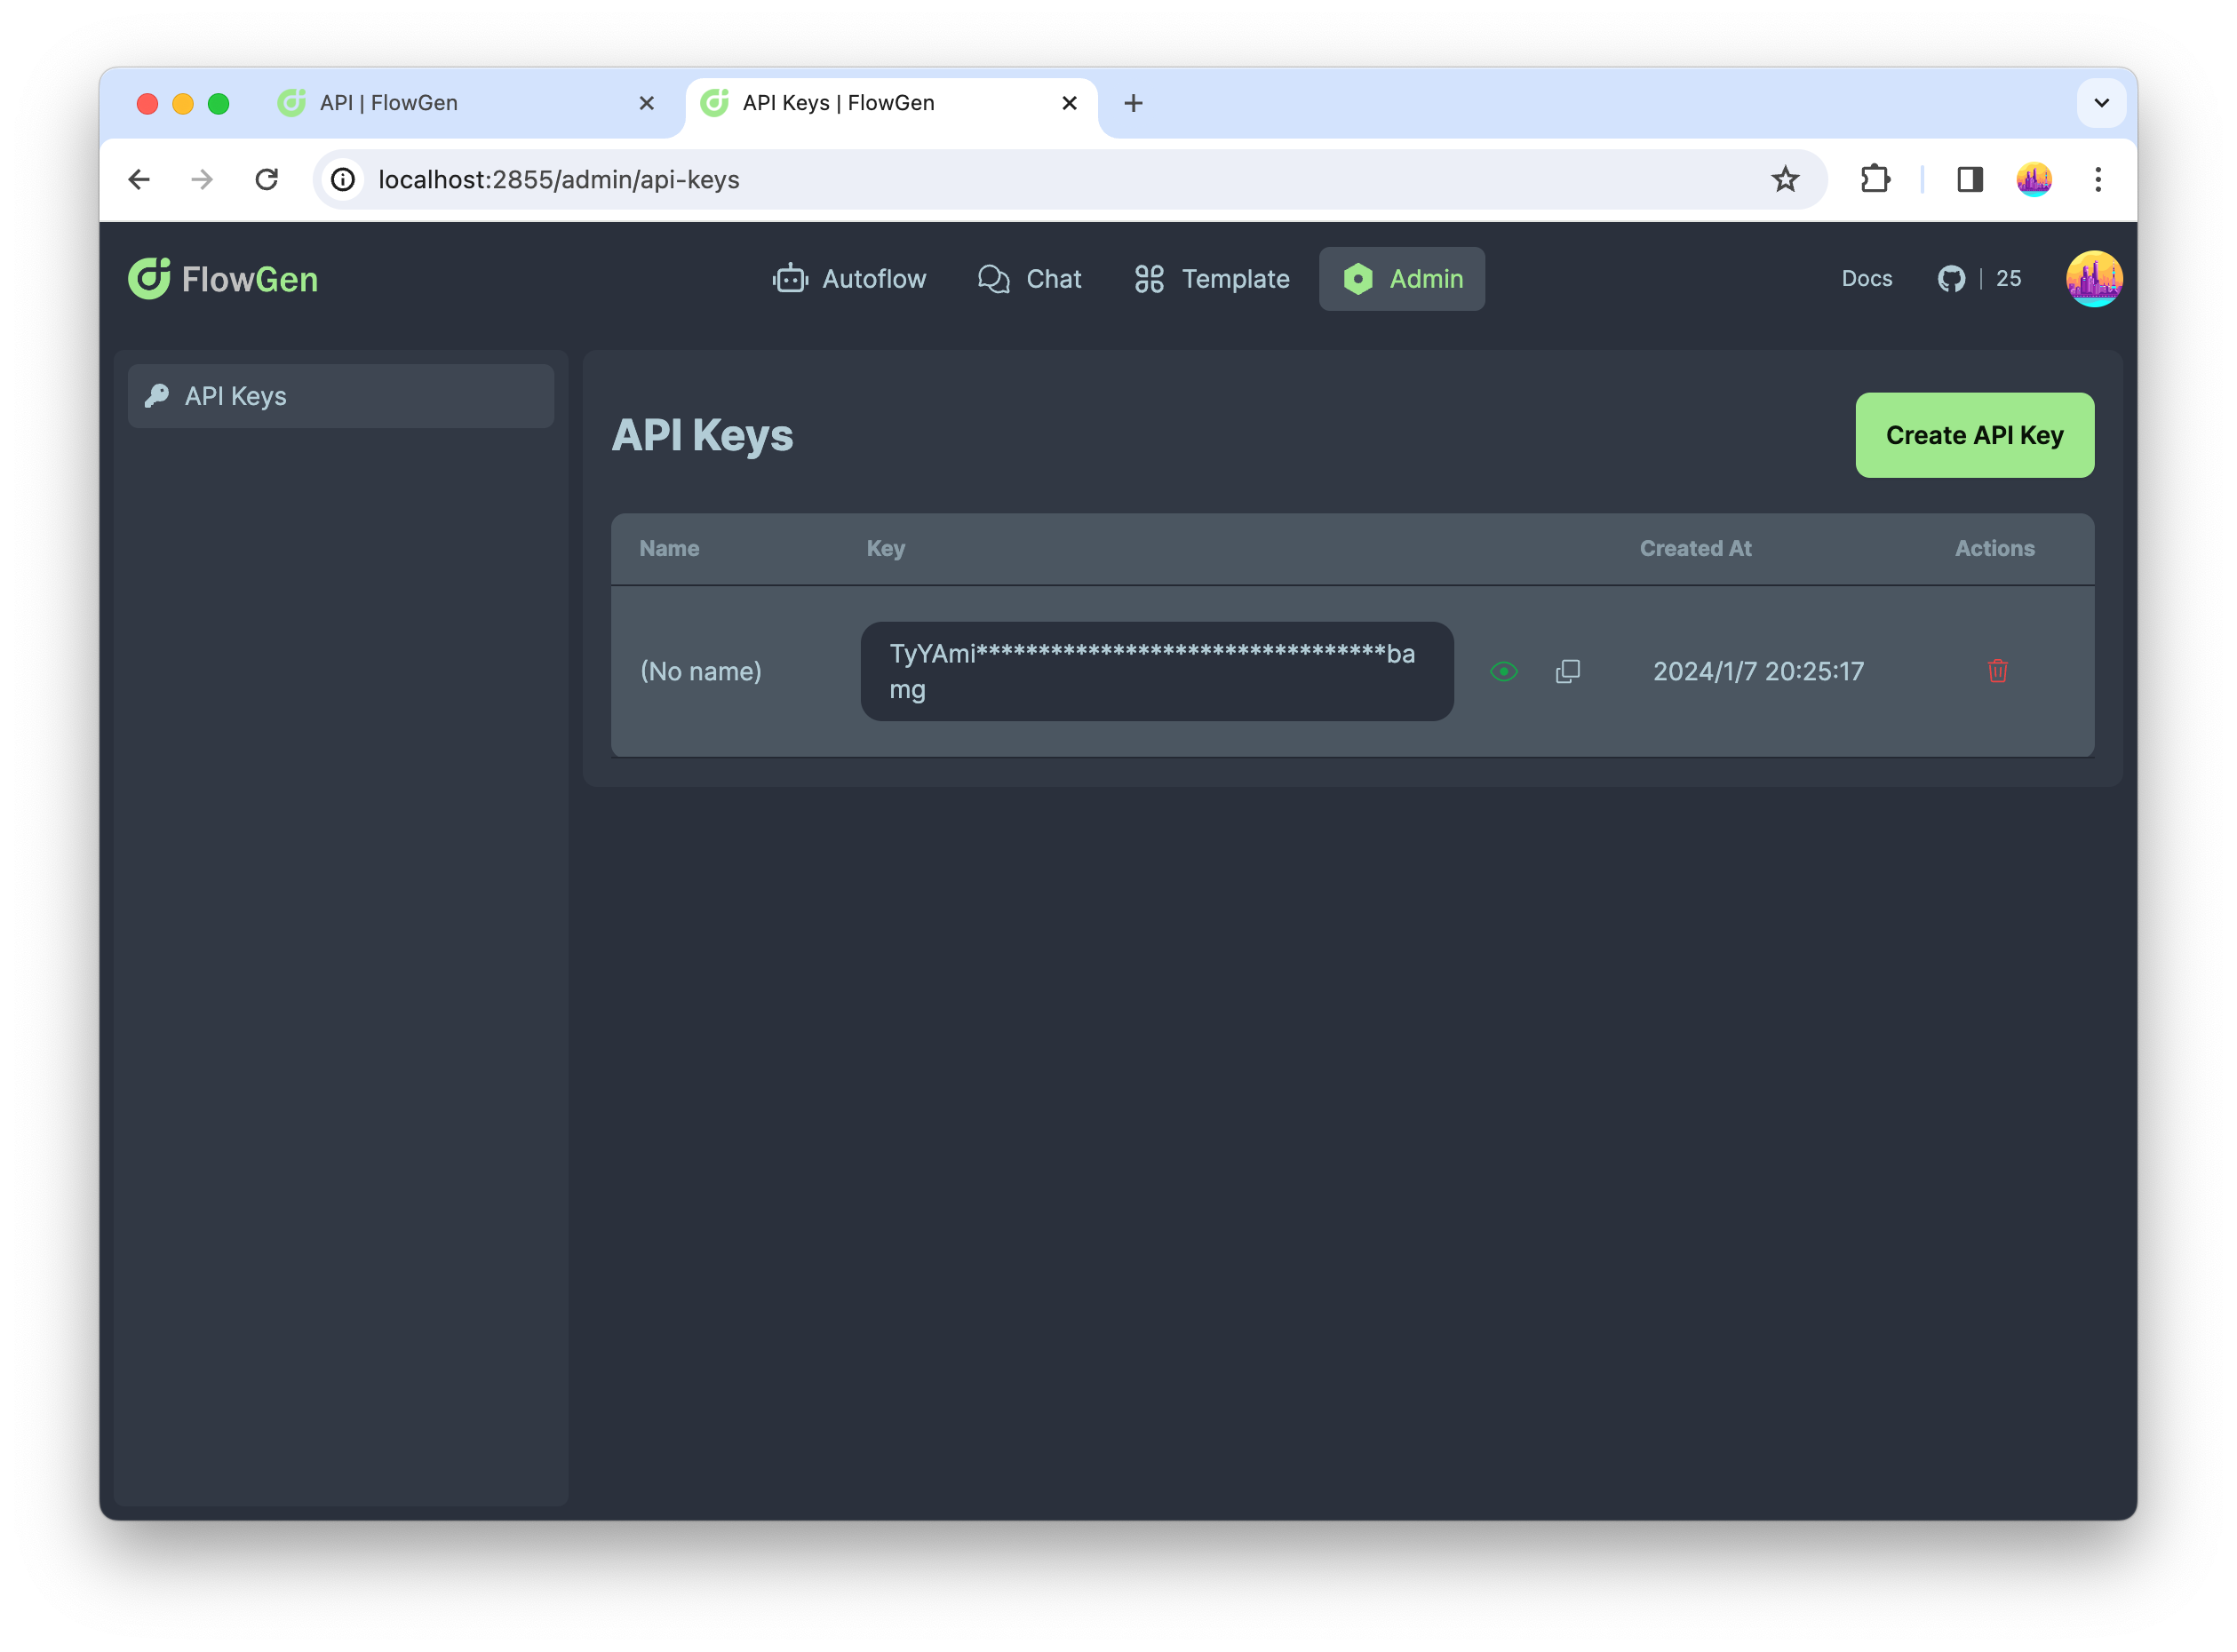 API | FlowGen
API Keys | FlowGen
localhost:2855/admin/api-keys
FlowGen
Autoflow
Chat
Template
Admin
Docs
| 25
API Keys
API Keys
Create API Key
Name
Key
Created At
Actions
(No name)
TyYAmi*********************************ba
mg
2024/1/7 20:25:17